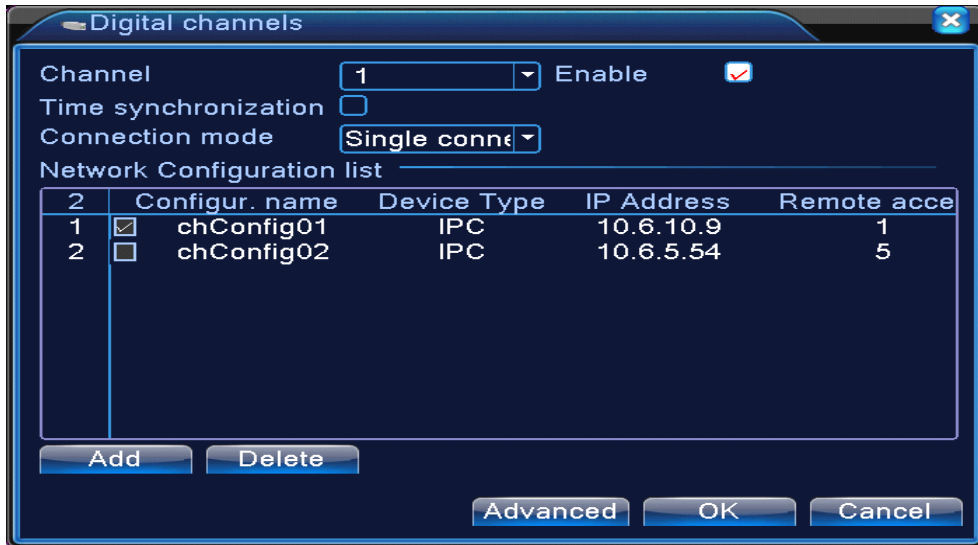 Digital channels
Channel 1 Enable
Time synchronization
Connection mode Single conne
Network Configuration list
2 Configur. name Device Type IP Address Remote acce
1 chConfig01 IPC 10.6.10.9 1
2 chConfig02 IPC 10.6.5.54 5
Add Delete
Advanced OK Cancel